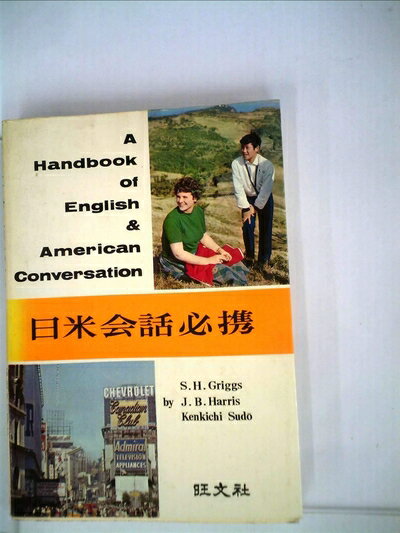 A
Handbook
of
English
&
American
Conversation
日米会話必携
S.H. Griggs
by J.B. Harris
Kenkichi Sudō
CHEVROLET
Canadian
Club
Admiral
TELEVISION
APPLIANCES
旺文社